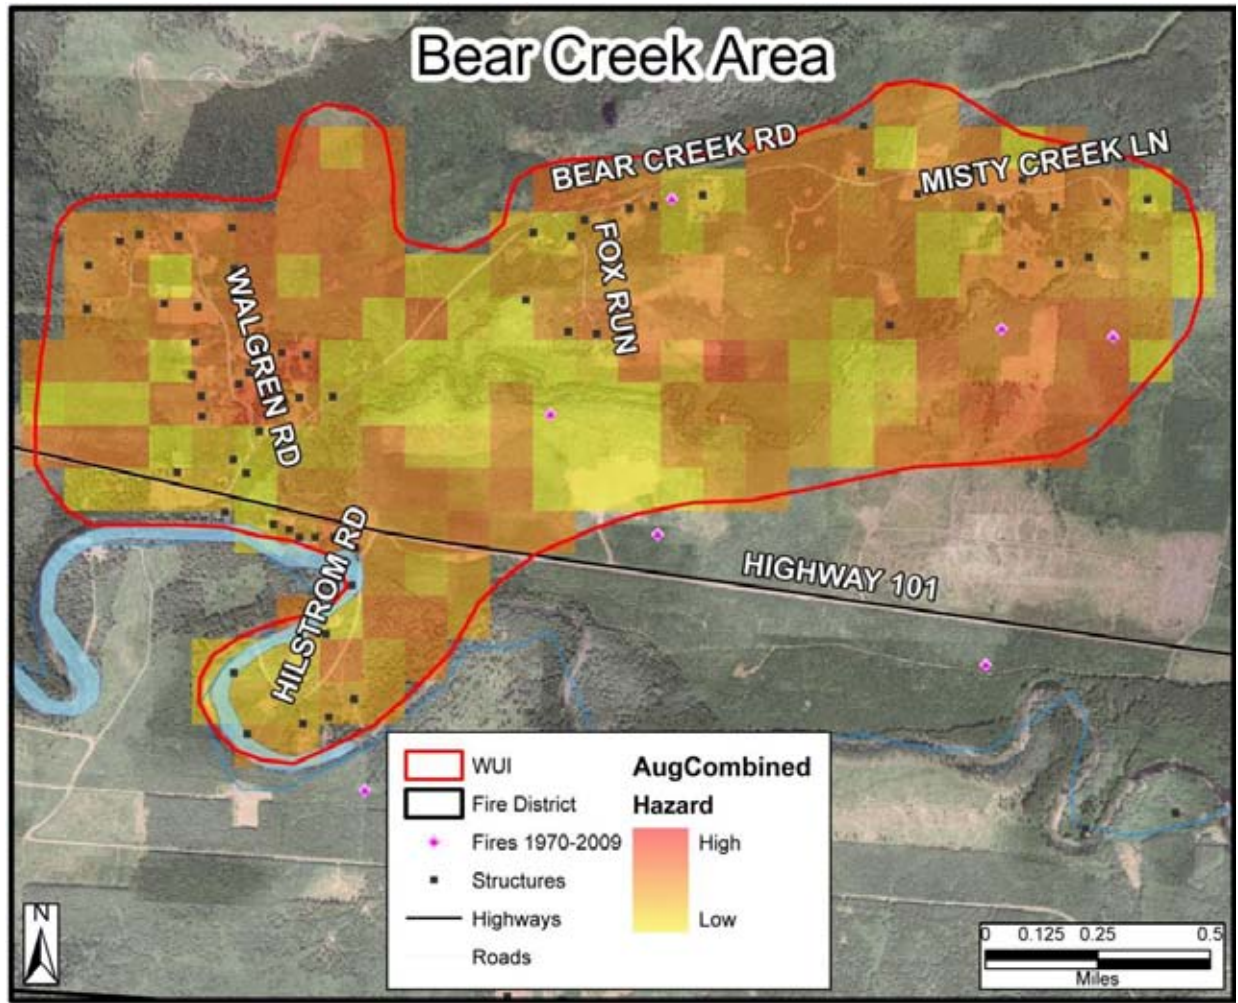 Bear Creek Area
BEAR CREEK RD
MISTY CREEK LN
FOX RUN
WALGREN RD
HILSTROM RD
HIGHWAY 101
WUI
Fire District
Fires 1970-2009
Structures
Highways
Roads
AugCombined
Hazard
High
Low
N
0 0.125 0.25 0.5
Miles